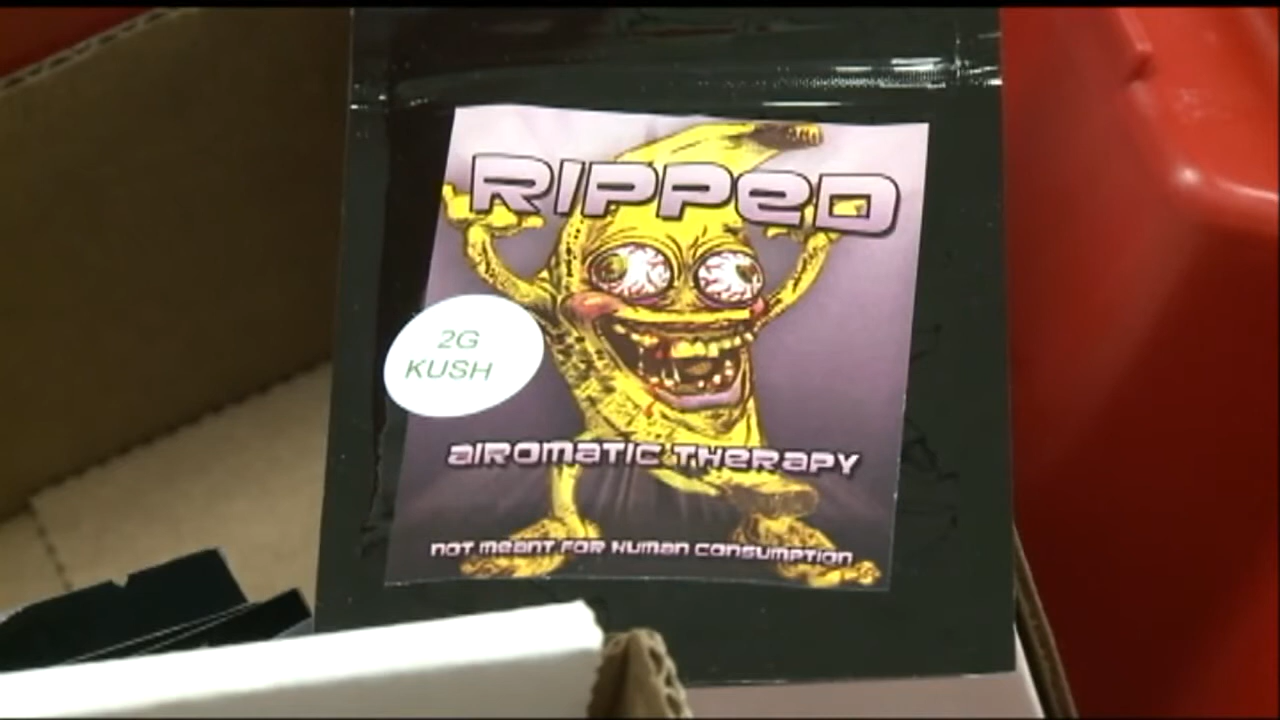 RIPPED
2G
KUSH
AIROMATIC THERAPY
NOT MEANT FOR HUMAN CONSUMPTION